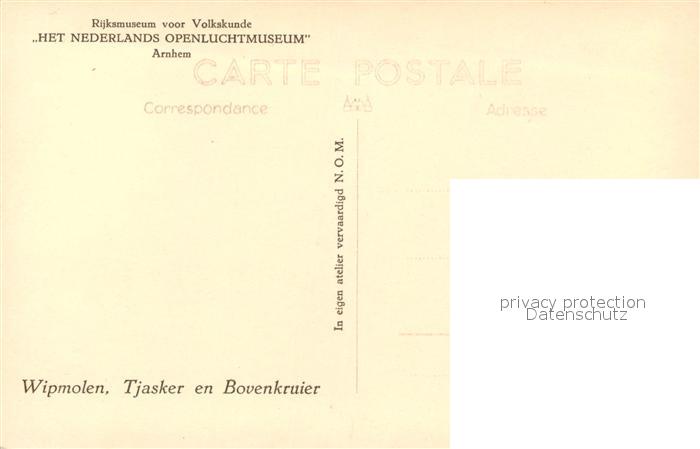 Rijksmuseum voor Volkskunde
„HET NEDERLANDS OPENLUCHTMUSEUM”
Arnhem
CARTE POSTALE
Correspondance
Adresse
In eigen atelier vervaardigd N. O. M.
privacy protection
Datenschutz
Wipmolen, Tjasker en Bovenkruier